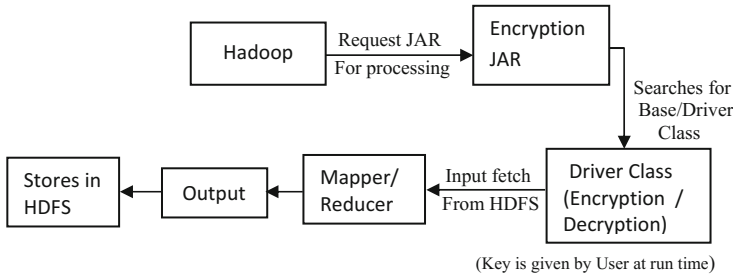 Hadoop
Request JAR
For processing
Encryption
JAR
Searches for
Base/Driver
Class
Driver Class
(Encryption /
Decryption)
(Key is given by User at run time)
Input fetch
From HDFS
Mapper/
Reducer
Output
Stores in
HDFS